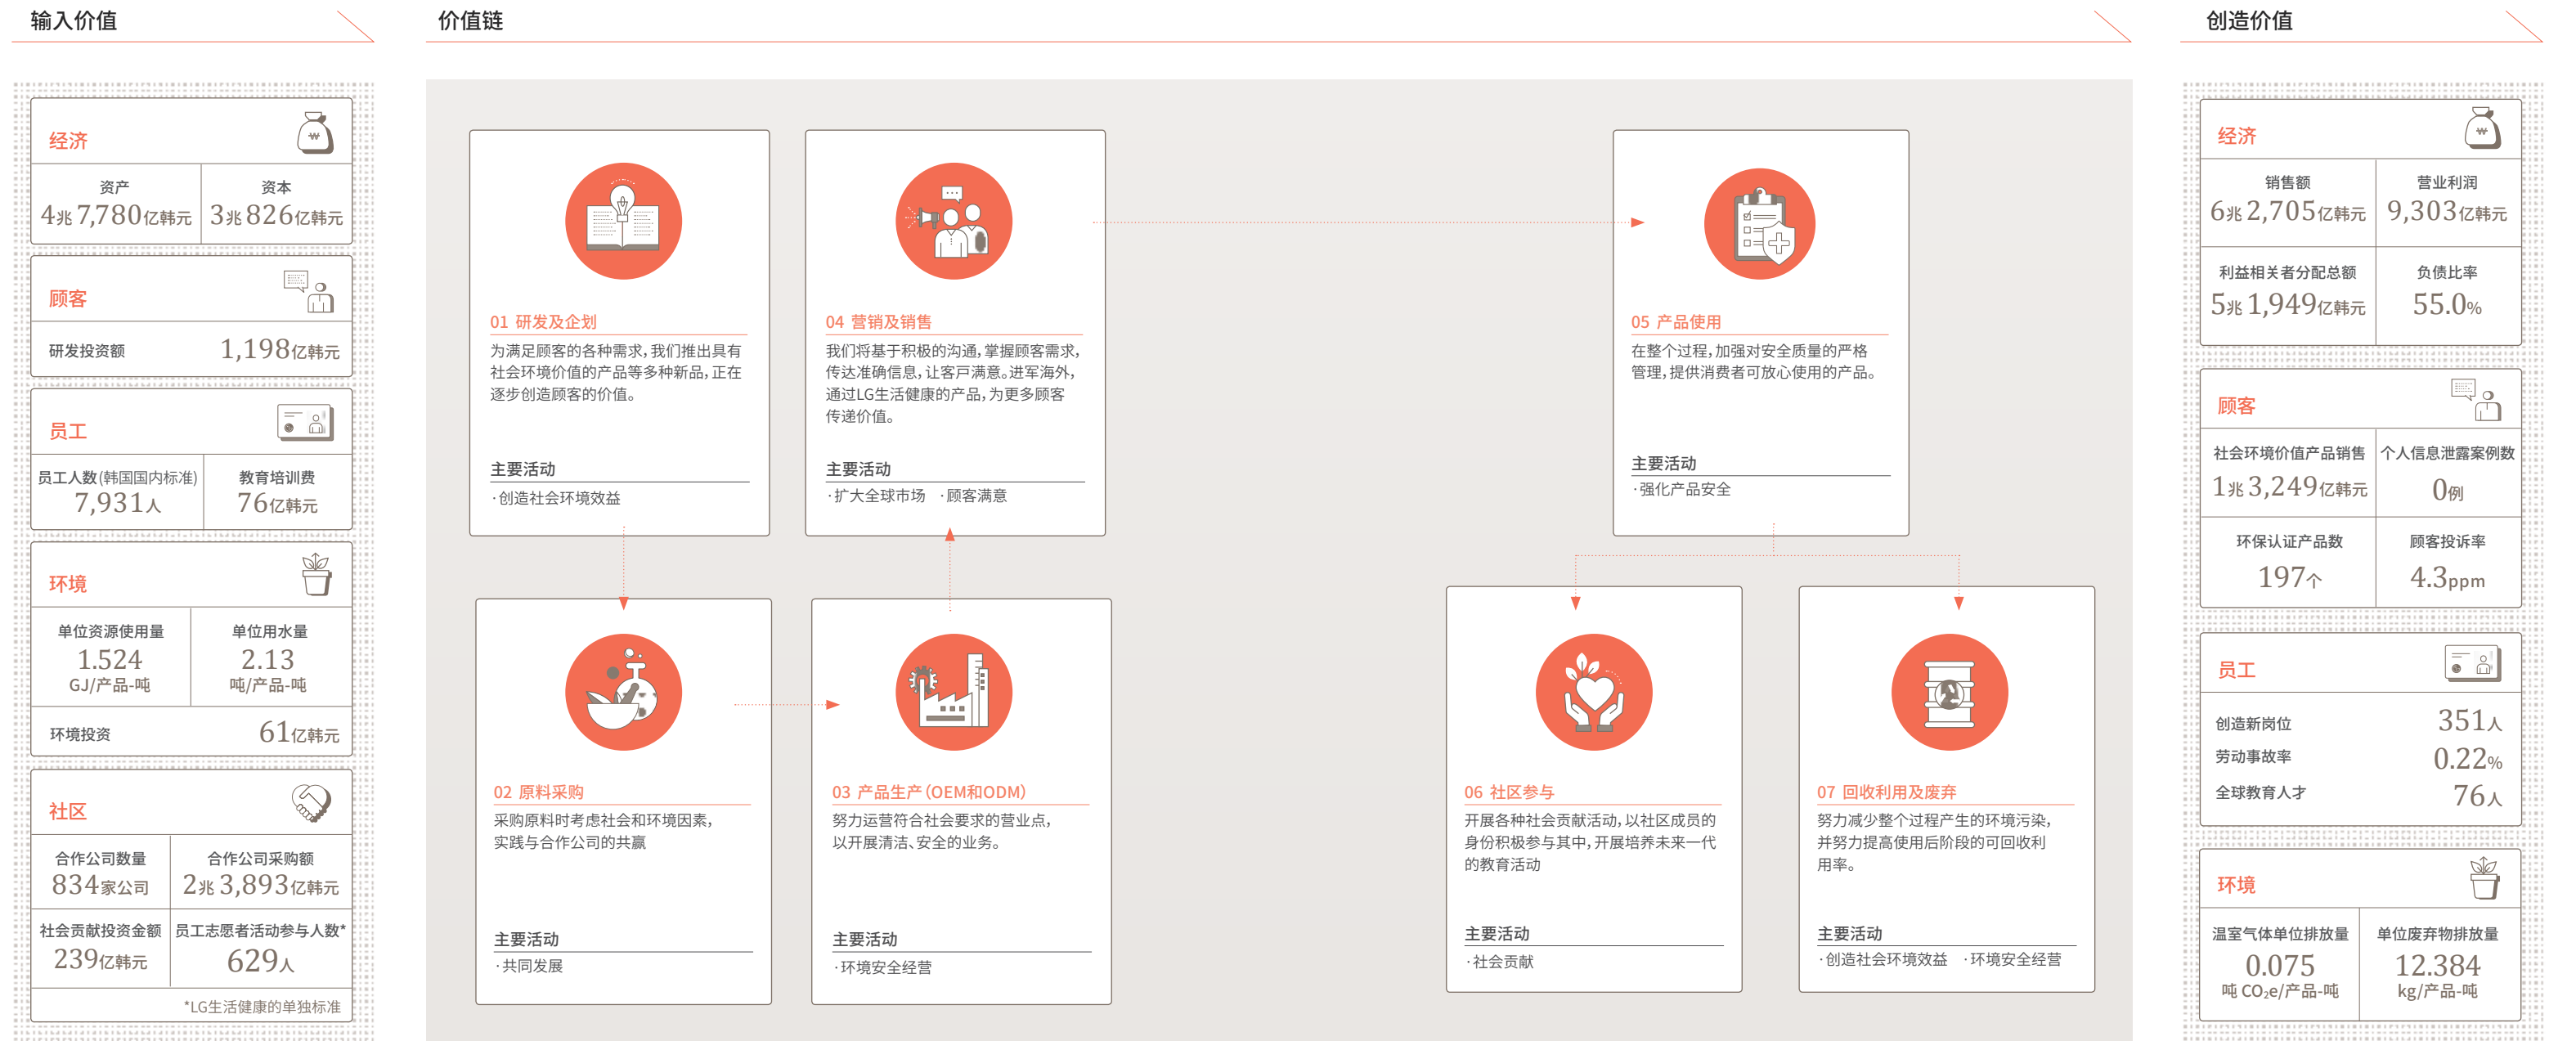 输入价值
经济
资产
4兆 7,780亿韩元
资本
3兆 826亿韩元
顾客
研发投资额
1,198亿韩元
员工
员工人数(韩国国内标准)
7,931人
教育培训费
76亿韩元
环境
单位资源使用量
1.524
GJ/产品-吨
单位用水量
2.13
吨/产品-吨
环境投资
61亿韩元
社区
合作公司数量
834家公司
合作公司采购额
2兆 3,893亿韩元
社会贡献投资金额
239亿韩元
员工志愿者活动参与人数*
629人
*LG生活健康的单独标准
价值链
01 研发及企划
为满足顾客的各种需求,我们推出具有
社会环境价值的产品等多种新品,正在
逐步创造顾客的价值。
主要活动
·创造社会环境效益
02 原料采购
采购原料时考虑社会和环境因素,
实践与合作公司的共赢
主要活动
·共同发展
03 产品生产(OEM和ODM)
努力运营符合社会要求的营业点,
以开展清洁、安全的业务。
主要活动
·环境安全经营
04 营销及销售
我们将基于积极的沟通,掌握顾客需求,
传达准确信息,让客戸满意。进军海外,
通过LG生活健康的产品,为更多顾客
传递价值。
主要活动
·扩大全球市场 ·顾客满意
05 产品使用
在整个过程,加强对安全质量的严格
管理,提供消费者可放心使用的产品。
主要活动
·强化产品安全
06 社区参与
开展各种社会贡献活动,以社区成员的
身份积极参与其中,开展培养未来一代
的教育活动
主要活动
·社会贡献
07 回收利用及废弃
努力减少整个过程产生的环境污染,
并努力提高使用后阶段的可回收利
用率。
主要活动
·创造社会环境效益 ·环境安全经营
创造价值
经济
销售额
6兆 2,705亿韩元
营业利润
9,303亿韩元
利益相关者分配总额
5兆 1,949亿韩元
负债比率
55.0%
顾客
社会环境价值产品销售
1兆 3,249亿韩元
个人信息泄露案例数
0例
环保认证产品数
197个
顾客投诉率
4.3ppm
员工
创造新岗位
351人
劳动事故率
0.22%
全球教育人才
76人
环境
温室气体单位排放量
0.075
吨 CO₂e/产品-吨
单位废弃物排放量
12.384
kg/产品-吨